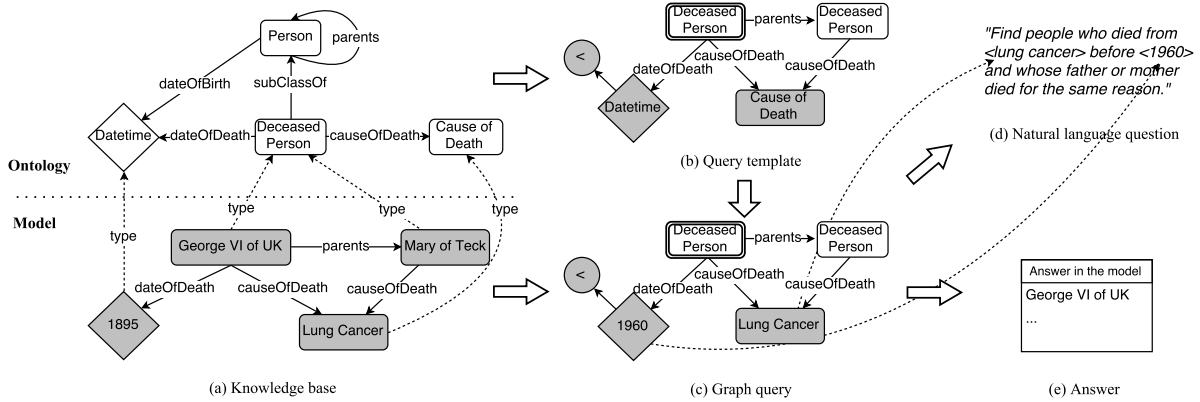 Person
parents
dateOfBirth
subClassOf
Datetime
dateOfDeath
Deceased
Person
causeOfDeath
Cause of
Death
Ontology
type
type
type
type
Model
George VI of UK
parents
Mary of Teck
dateOfDeath
causeOfDeath
causeOfDeath
1895
Lung Cancer
(a) Knowledge base
Deceased
Person
parents
Deceased
Person
<
causeOfDeath
dateOfDeath
causeOfDeath
Datetime
Cause of
Death
(b) Query template
Deceased
Person
parents
Deceased
Person
<
causeOfDeath
dateOfDeath
causeOfDeath
1960
Lung Cancer
(c) Graph query
"Find people who died from
<lung cancer> before <1960>
and whose father or mother
died for the same reason."
(d) Natural language question
Answer in the model
George VI of UK
...
(e) Answer